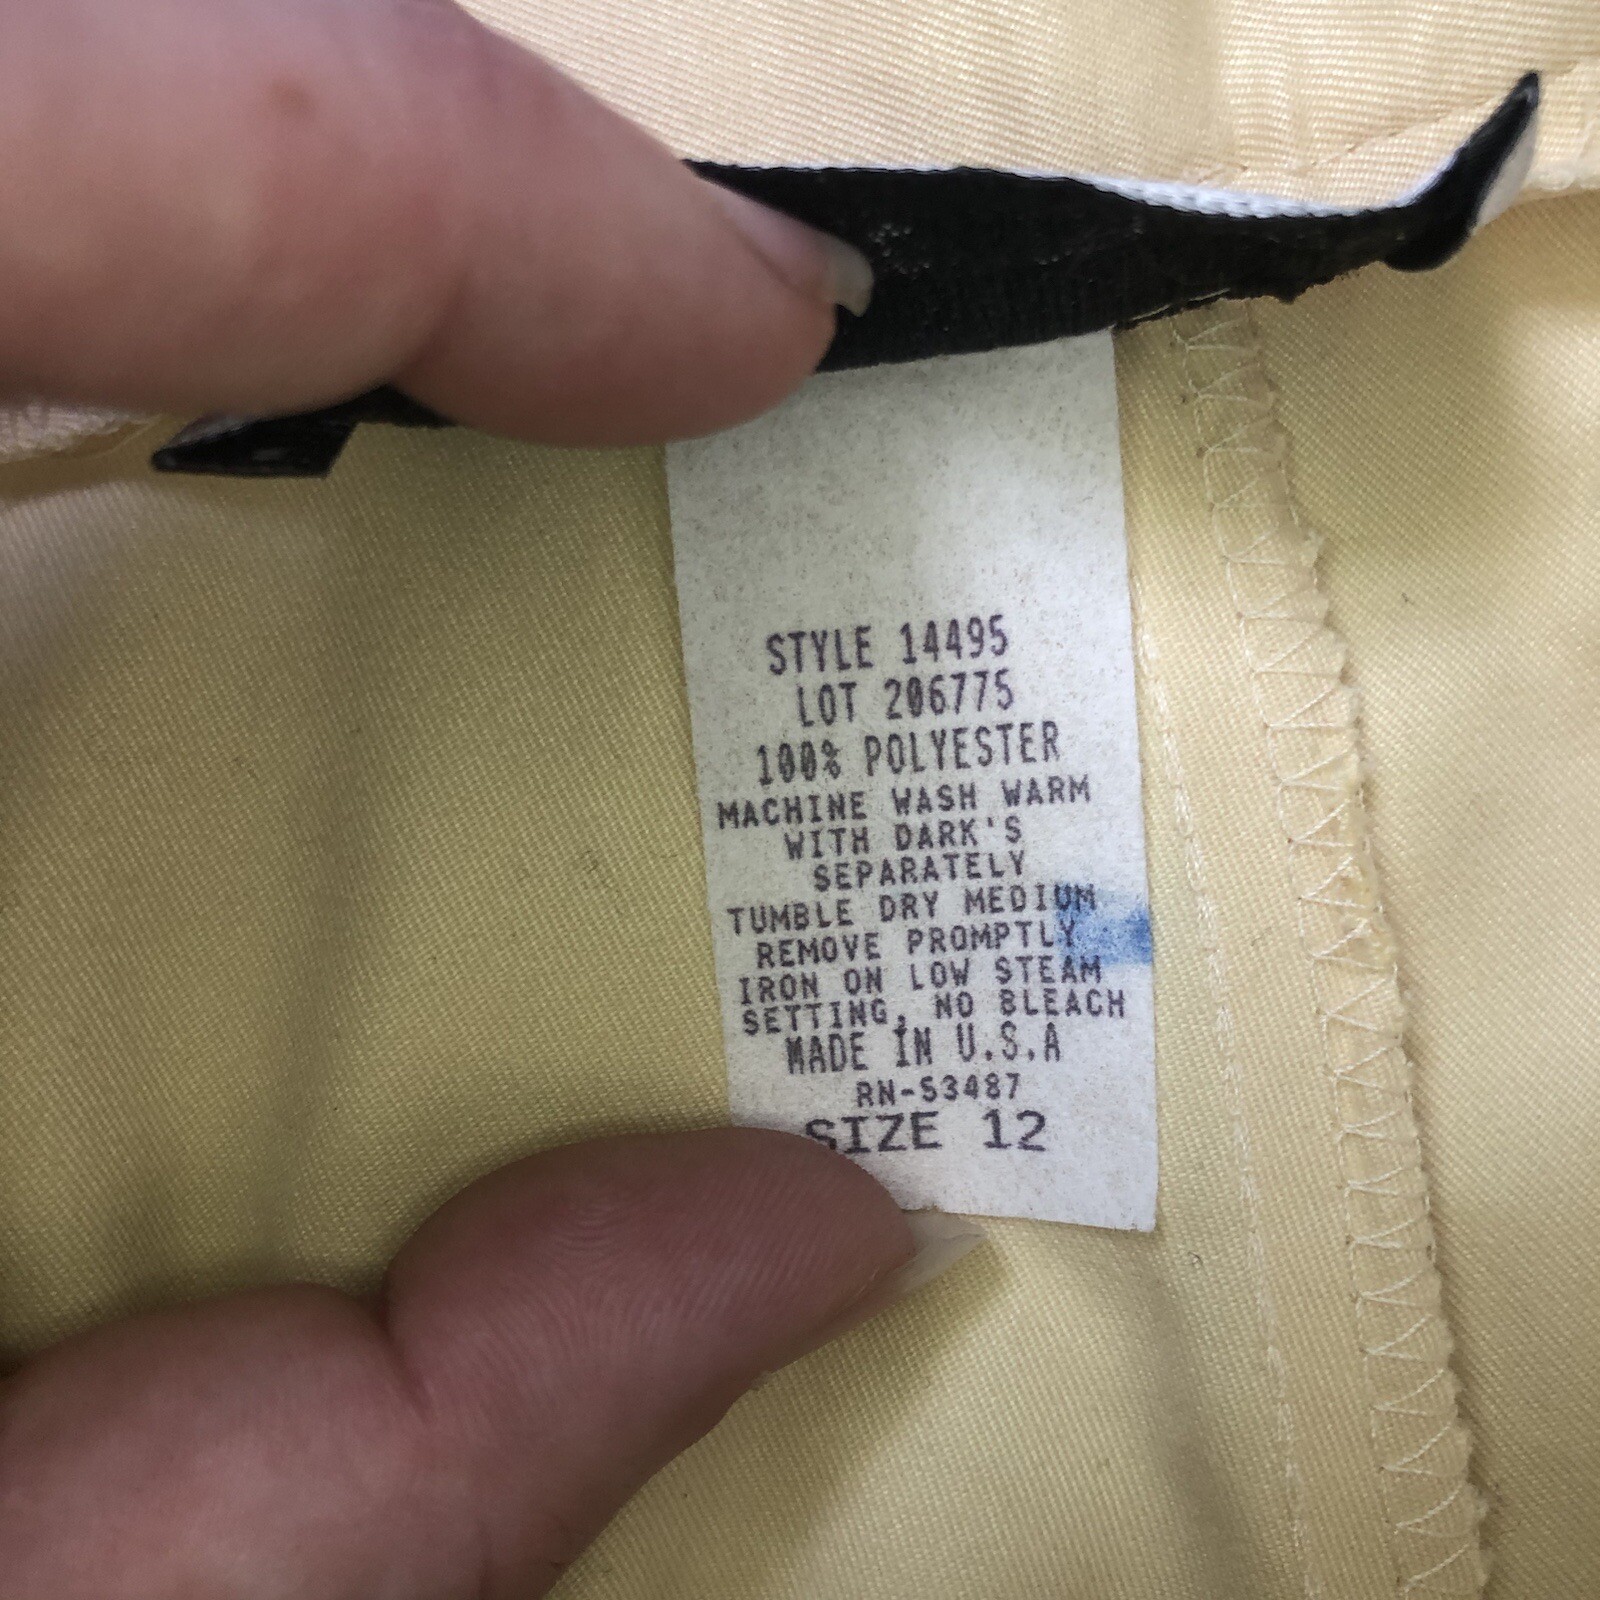 STYLE 14495
LOT 206775
100% POLYESTER
MACHINE WASH WARM
WITH DARK'S
SEPARATELY
TUMBLE DRY MEDIUM
REMOVE PROMPTLY
IRON ON LOW STEAM
SETTING, NO BLEACH
MADE IN U.S.A
RN-53487
SIZE 12